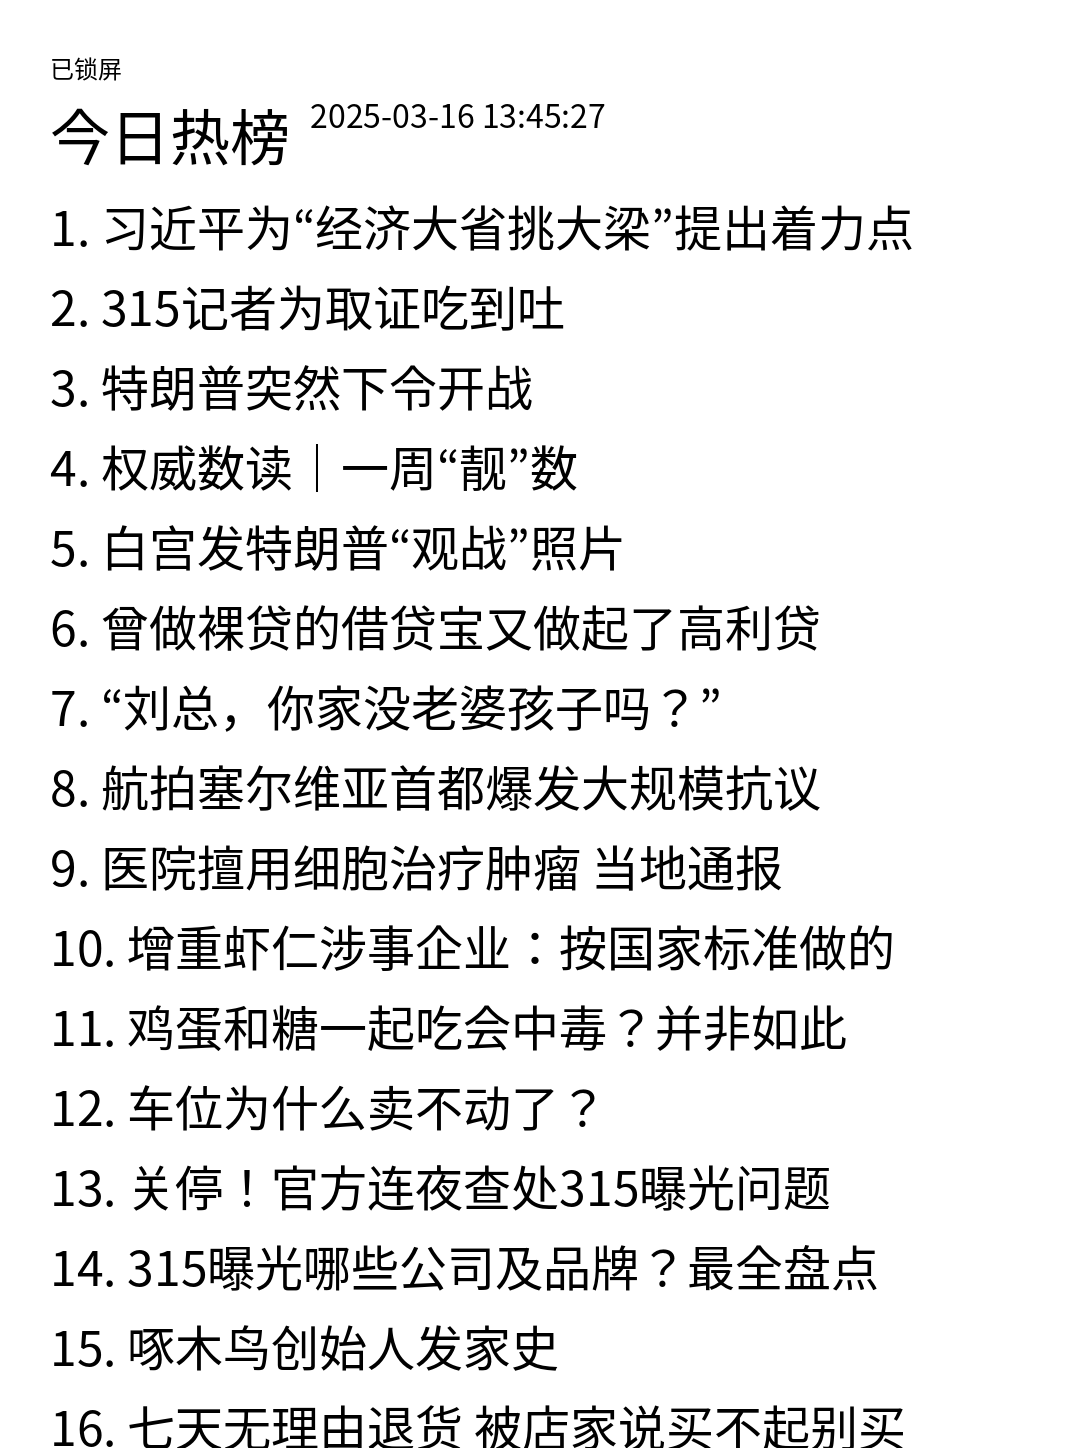 已锁屏
今日热榜 2025-03-16 13:45:27
1. 习近平为“经济大省挑大梁”提出着力点
2. 315记者为取证吃到吐
3. 特朗普突然下令开战
4. 权威数读｜一周“靓”数
5. 白宫发特朗普“观战”照片
6. 曾做裸贷的借贷宝又做起了高利贷
7. “刘总，你家没老婆孩子吗？”
8. 航拍塞尔维亚首都爆发大规模抗议
9. 医院擅用细胞治疗肿瘤 当地通报
10. 增重虾仁涉事企业：按国家标准做的
11. 鸡蛋和糖一起吃会中毒？并非如此
12. 车位为什么卖不动了？
13. 关停！官方连夜查处315曝光问题
14. 315曝光哪些公司及品牌？最全盘点
15. 啄木鸟创始人发家史
16. 七天无理由退货 被店家说买不起别买